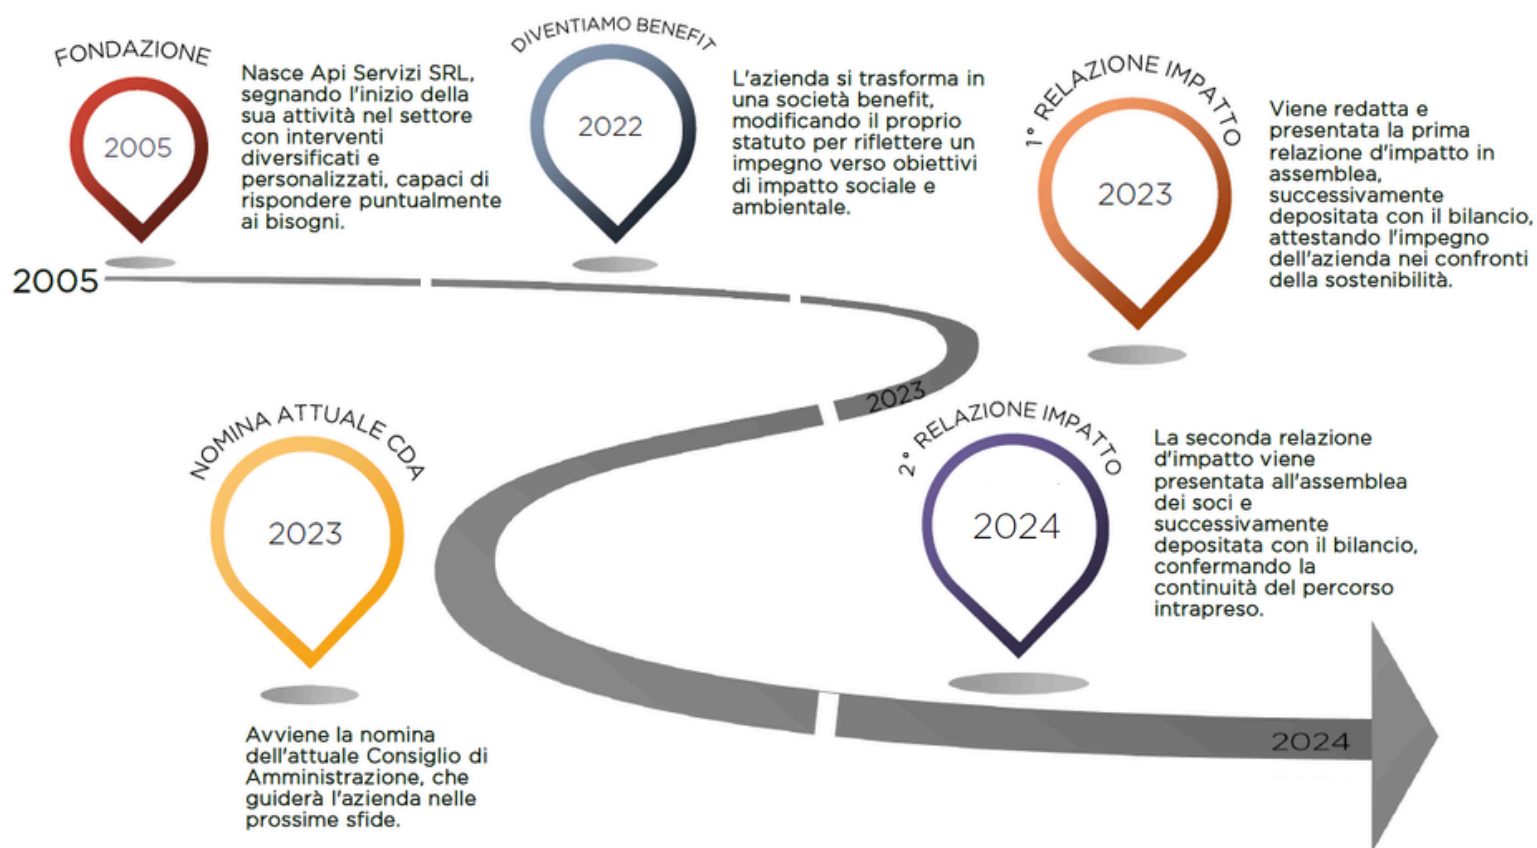 FONDAZIONE
2005
Nasce Api Servizi SRL,
segnando l'inizio della
sua attività nel settore
con interventi
diversificati e
personalizzati, capaci di
rispondere puntualmente
ai bisogni.
DIVENTIAMO BENEFIT
2022
L'azienda si trasforma in
una società benefit,
modificando il proprio
statuto per riflettere un
impegno verso obiettivi
di impatto sociale e
ambientale.
1° RELAZIONE IMPATTO
2023
Viene redatta e
presentata la prima
relazione d'impatto in
assemblea,
successivamente
depositata con il bilancio,
attestando l'impegno
dell'azienda nei confronti
della sostenibilità.
2005
2023
NOMINA ATTUALE CDA
2023
Avviene la nomina
dell'attuale Consiglio di
Amministrazione, che
guiderà l'azienda nelle
prossime sfide.
2° RELAZIONE IMPATTO
2024
La seconda relazione
d'impatto viene
presentata all'assemblea
dei soci e
successivamente
depositata con il bilancio,
confermando la
continuità del percorso
intrapreso.
2024